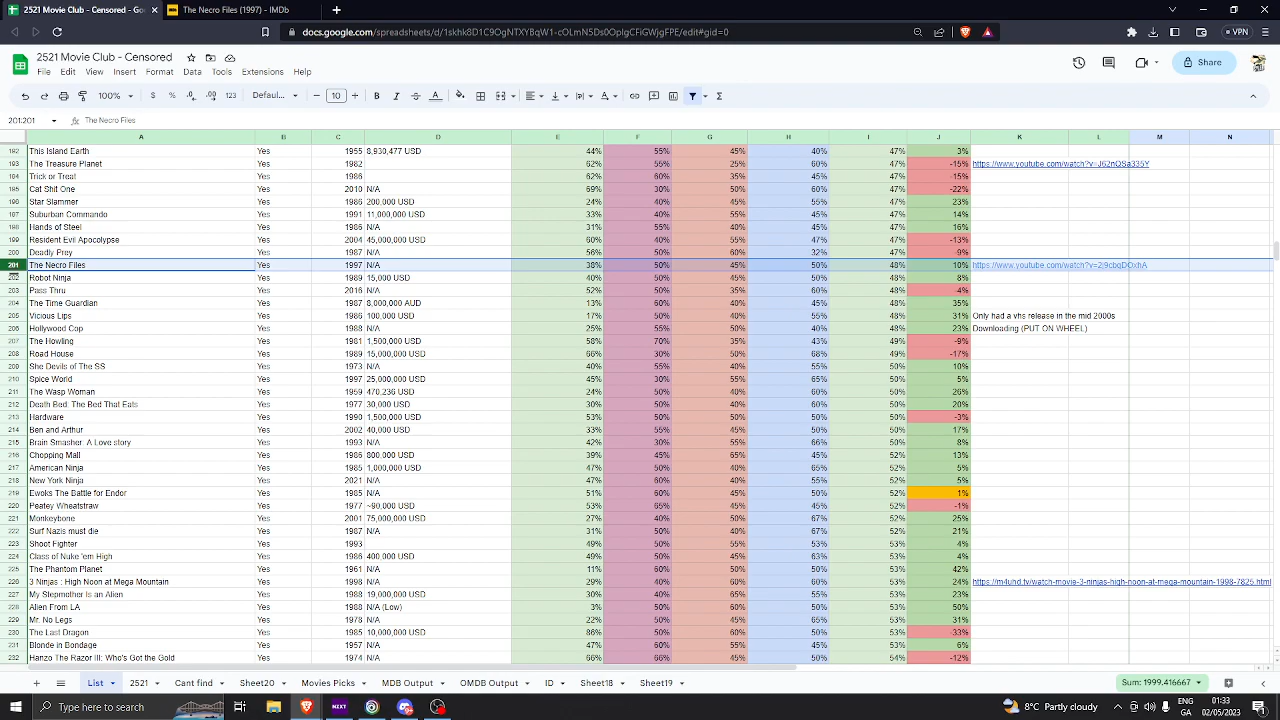 2521 Movie Club - Censored - Go
The Necro Files (1997) - IMDb
docs.google.com/spreadsheets/d/1skhk8D1C9OgNTXYBqW1-cOLmN5Ds0OpIgCFiGWjgFPE/edit#gid=0
VPN
2521 Movie Club - Censored
File Edit View Insert Format Data Tools Extensions Help
Share
100% $ % .0 .00 123 Defaul... 10 B I A
201:201 fx The Necro Files
A B C D E F G H I J K L M N
192 This Island Earth Yes 1955 8,930,477 USD 44% 55% 45% 40% 47% 3%
193 The Treasure Planet Yes 1982 62% 55% 25% 60% 47% -15% https://www.youtube.com/watch?v=J62nQSa335Y
194 Trick or Treat Yes 1986 62% 60% 35% 45% 47% -15%
195 Cat Shit One Yes 2010 N/A 69% 30% 50% 60% 47% -22%
196 Star Slammer Yes 1986 200,000 USD 24% 40% 45% 55% 47% 23%
197 Suburban Commando Yes 1991 11,000,000 USD 33% 40% 55% 45% 47% 14%
198 Hands of Steel Yes 1986 N/A 31% 55% 40% 45% 47% 16%
199 Resident Evil Apocolypse Yes 2004 45,000,000 USD 60% 60% 35% 47% 47% -13%
200 Deadly Prey Yes 1987 N/A 56% 50% 60% 32% 47% -9%
201 The Necro Files Yes 1997 N/A 38% 50% 45% 50% 48% 10% https://www.youtube.com/watch?v=2j9cbqDOxhA
202 Robot Ninja Yes 1989 15,000 USD 40% 50% 40% 55% 48% 8%
203 Pass Thru Yes 2016 N/A 52% 50% 35% 60% 48% -4%
204 The Time Guardian Yes 1987 8,000,000 AUD 13% 60% 40% 45% 48% 35%
205 Vicious Lips Yes 1986 100,000 USD 17% 50% 40% 55% 48% 31% Only had a vhs release in the mid 2000s
206 Hollywood Cop Yes 1988 N/A 25% 55% 50% 40% 48% 23% Downloading (PUT ON WHEEL)
207 The Howling Yes 1981 1,500,000 USD 58% 70% 35% 43% 49% -9%
208 Road House Yes 1989 15,000,000 USD 66% 30% 50% 68% 49% -17%
209 She Devils of The SS Yes 1973 N/A 40% 55% 55% 40% 50% 10%
210 Spice World Yes 1997 25,000,000 USD 45% 30% 55% 65% 50% 5%
211 The Wasp Woman Yes 1959 470,236 USD 24% 50% 40% 60% 50% 26%
212 Death Bed: The Bed That Eats Yes 1977 30,000 USD 30% 50% 40% 60% 50% 20%
213 Hardware Yes 1990 1,500,000 USD 53% 50% 50% 50% 50% -3%
214 Ben and Arthur Yes 2002 40,000 USD 33% 55% 50% 45% 50% 17%
215 Brain Smasher: A Love story Yes 1993 N/A 42% 30% 55% 66% 50% 8%
216 Chopping Mall Yes 1986 800,000 USD 39% 45% 65% 45% 52% 13%
217 American Ninja Yes 1985 1,000,000 USD 47% 50% 40% 65% 52% 5%
218 New York Ninja Yes 2021 N/A 47% 60% 40% 55% 52% 5%
219 Ewoks The Battle for Endor Yes 1985 N/A 51% 60% 45% 50% 52% 1%
220 Peatey Wheatstraw Yes 1977 ~90,000 USD 53% 65% 45% 45% 52% -1%
221 Monkeybone Yes 2001 75,000,000 USD 27% 40% 50% 67% 52% 25%
222 Surf Nazis must die Yes 1987 N/A 31% 50% 40% 67% 52% 21%
223 Shoot Fighter Yes 1993 49% 50% 55% 53% 53% 4%
224 Class of Nuke 'em High Yes 1986 400,000 USD 49% 50% 45% 63% 53% 4%
225 The Phantom Planet Yes 1961 N/A 11% 60% 50% 50% 53% 42%
226 3 Ninjas : High Noon at Mega Mountain Yes 1998 N/A 29% 40% 60% 60% 53% 24% https://m4uhd.tv/watch-movie-3-ninjas-high-noon-at-mega-mountain-1998-7825.html
227 My Stepmother Is an Alien Yes 1988 19,000,000 USD 30% 40% 65% 55% 53% 23%
228 Alien From LA Yes 1988 N/A (Low) 3% 50% 60% 50% 53% 50%
229 Mr. No Legs Yes 1978 N/A 22% 50% 45% 65% 53% 31%
230 The Last Dragon Yes 1985 10,000,000 USD 86% 50% 60% 50% 53% -33%
231 Blonde in Bondage Yes 1957 N/A 47% 60% 55% 45% 53% 6%
232 Hanzo The Razor III: Who's Got the Gold Yes 1974 N/A 66% 66% 45% 50% 54% -12%
List 2521 Cant find Sheet20 Movies Picks MDB Output OMDB Output ID Sheet18 Sheet19 Sum: 1999.416667
Type here to search
NEXT
8°C Partly cloudy
ENG
GA
01:33
02/05/2023